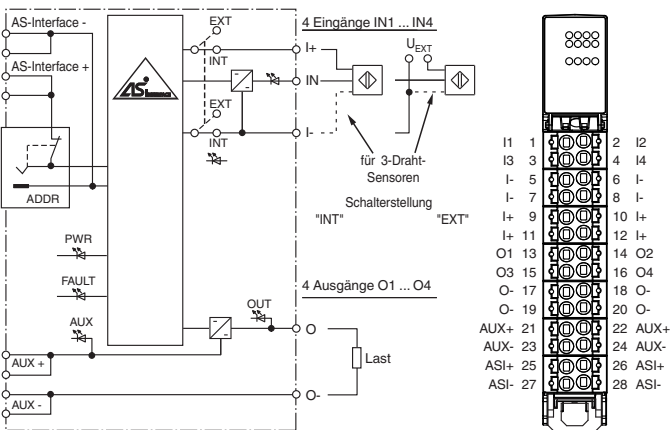 AS-Interface -
AS-Interface +
ADDR
PWR
FAULT
AUX
AUX +
AUX -
EXT
INT
EXT
INT
OUT
4 Eingänge IN1 ... IN4
I+
IN
I-
UEXT
für 3-Draht-
Sensoren
Schalterstellung
"INT" "EXT"
4 Ausgänge O1 ... O4
O
Last
O-
I1 1 2 I2
I3 3 4 I4
I- 5 6 I-
I- 7 8 I-
I+ 9 10 I+
I+ 11 12 I+
O1 13 14 O2
O3 15 16 O4
O- 17 18 O-
O- 19 20 O-
AUX+ 21 22 AUX+
AUX- 23 24 AUX-
ASI+ 25 26 ASI+
ASI- 27 28 ASI-